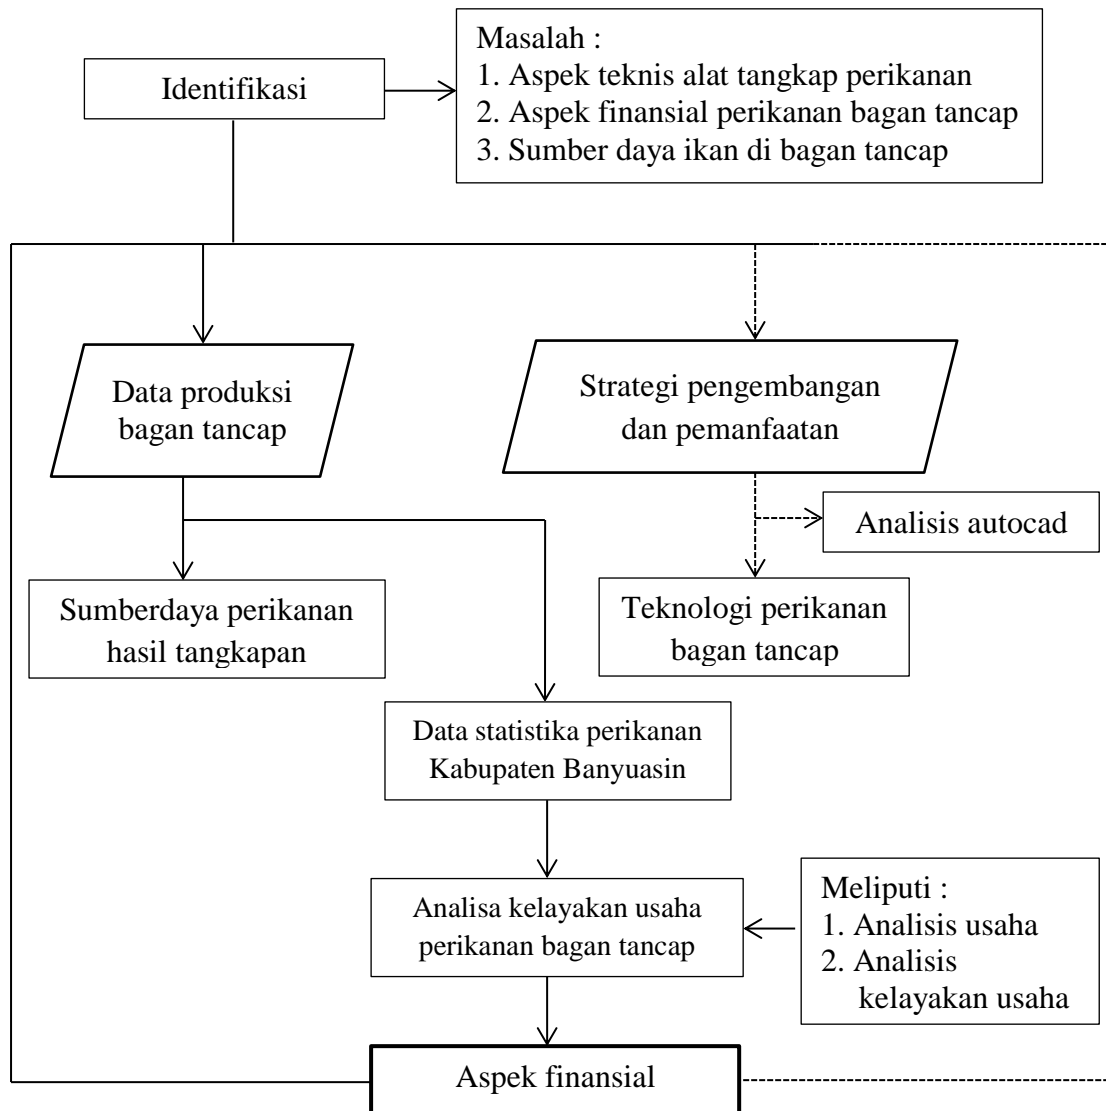 Identifikasi
Masalah :
1. Aspek teknis alat tangkap perikanan
2. Aspek finansial perikanan bagan tancap
3. Sumber daya ikan di bagan tancap
Data produksi
bagan tancap
Strategi pengembangan
dan pemanfaatan
Analisis autocad
Sumberdaya perikanan
hasil tangkapan
Teknologi perikanan
bagan tancap
Data statistika perikanan
Kabupaten Banyuasin
Analisa kelayakan usaha
perikanan bagan tancap
Meliputi :
1. Analisis usaha
2. Analisis
kelayakan usaha
Aspek finansial